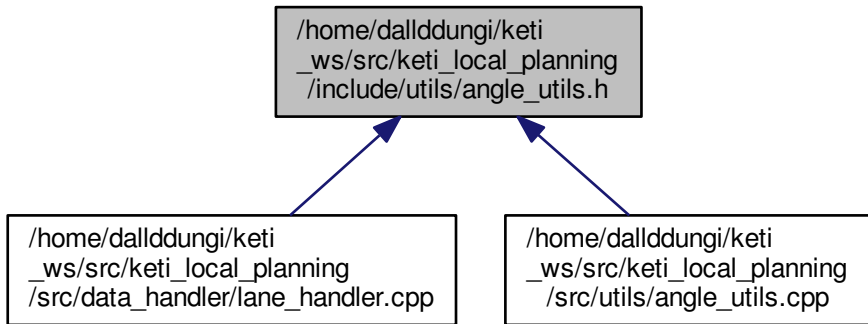 /home/dallddungi/keti
_ws/src/keti_local_planning
/include/utils/angle_utils.h
/home/dallddungi/keti
_ws/src/keti_local_planning
/src/data_handler/lane_handler.cpp
/home/dallddungi/keti
_ws/src/keti_local_planning
/src/utils/angle_utils.cpp